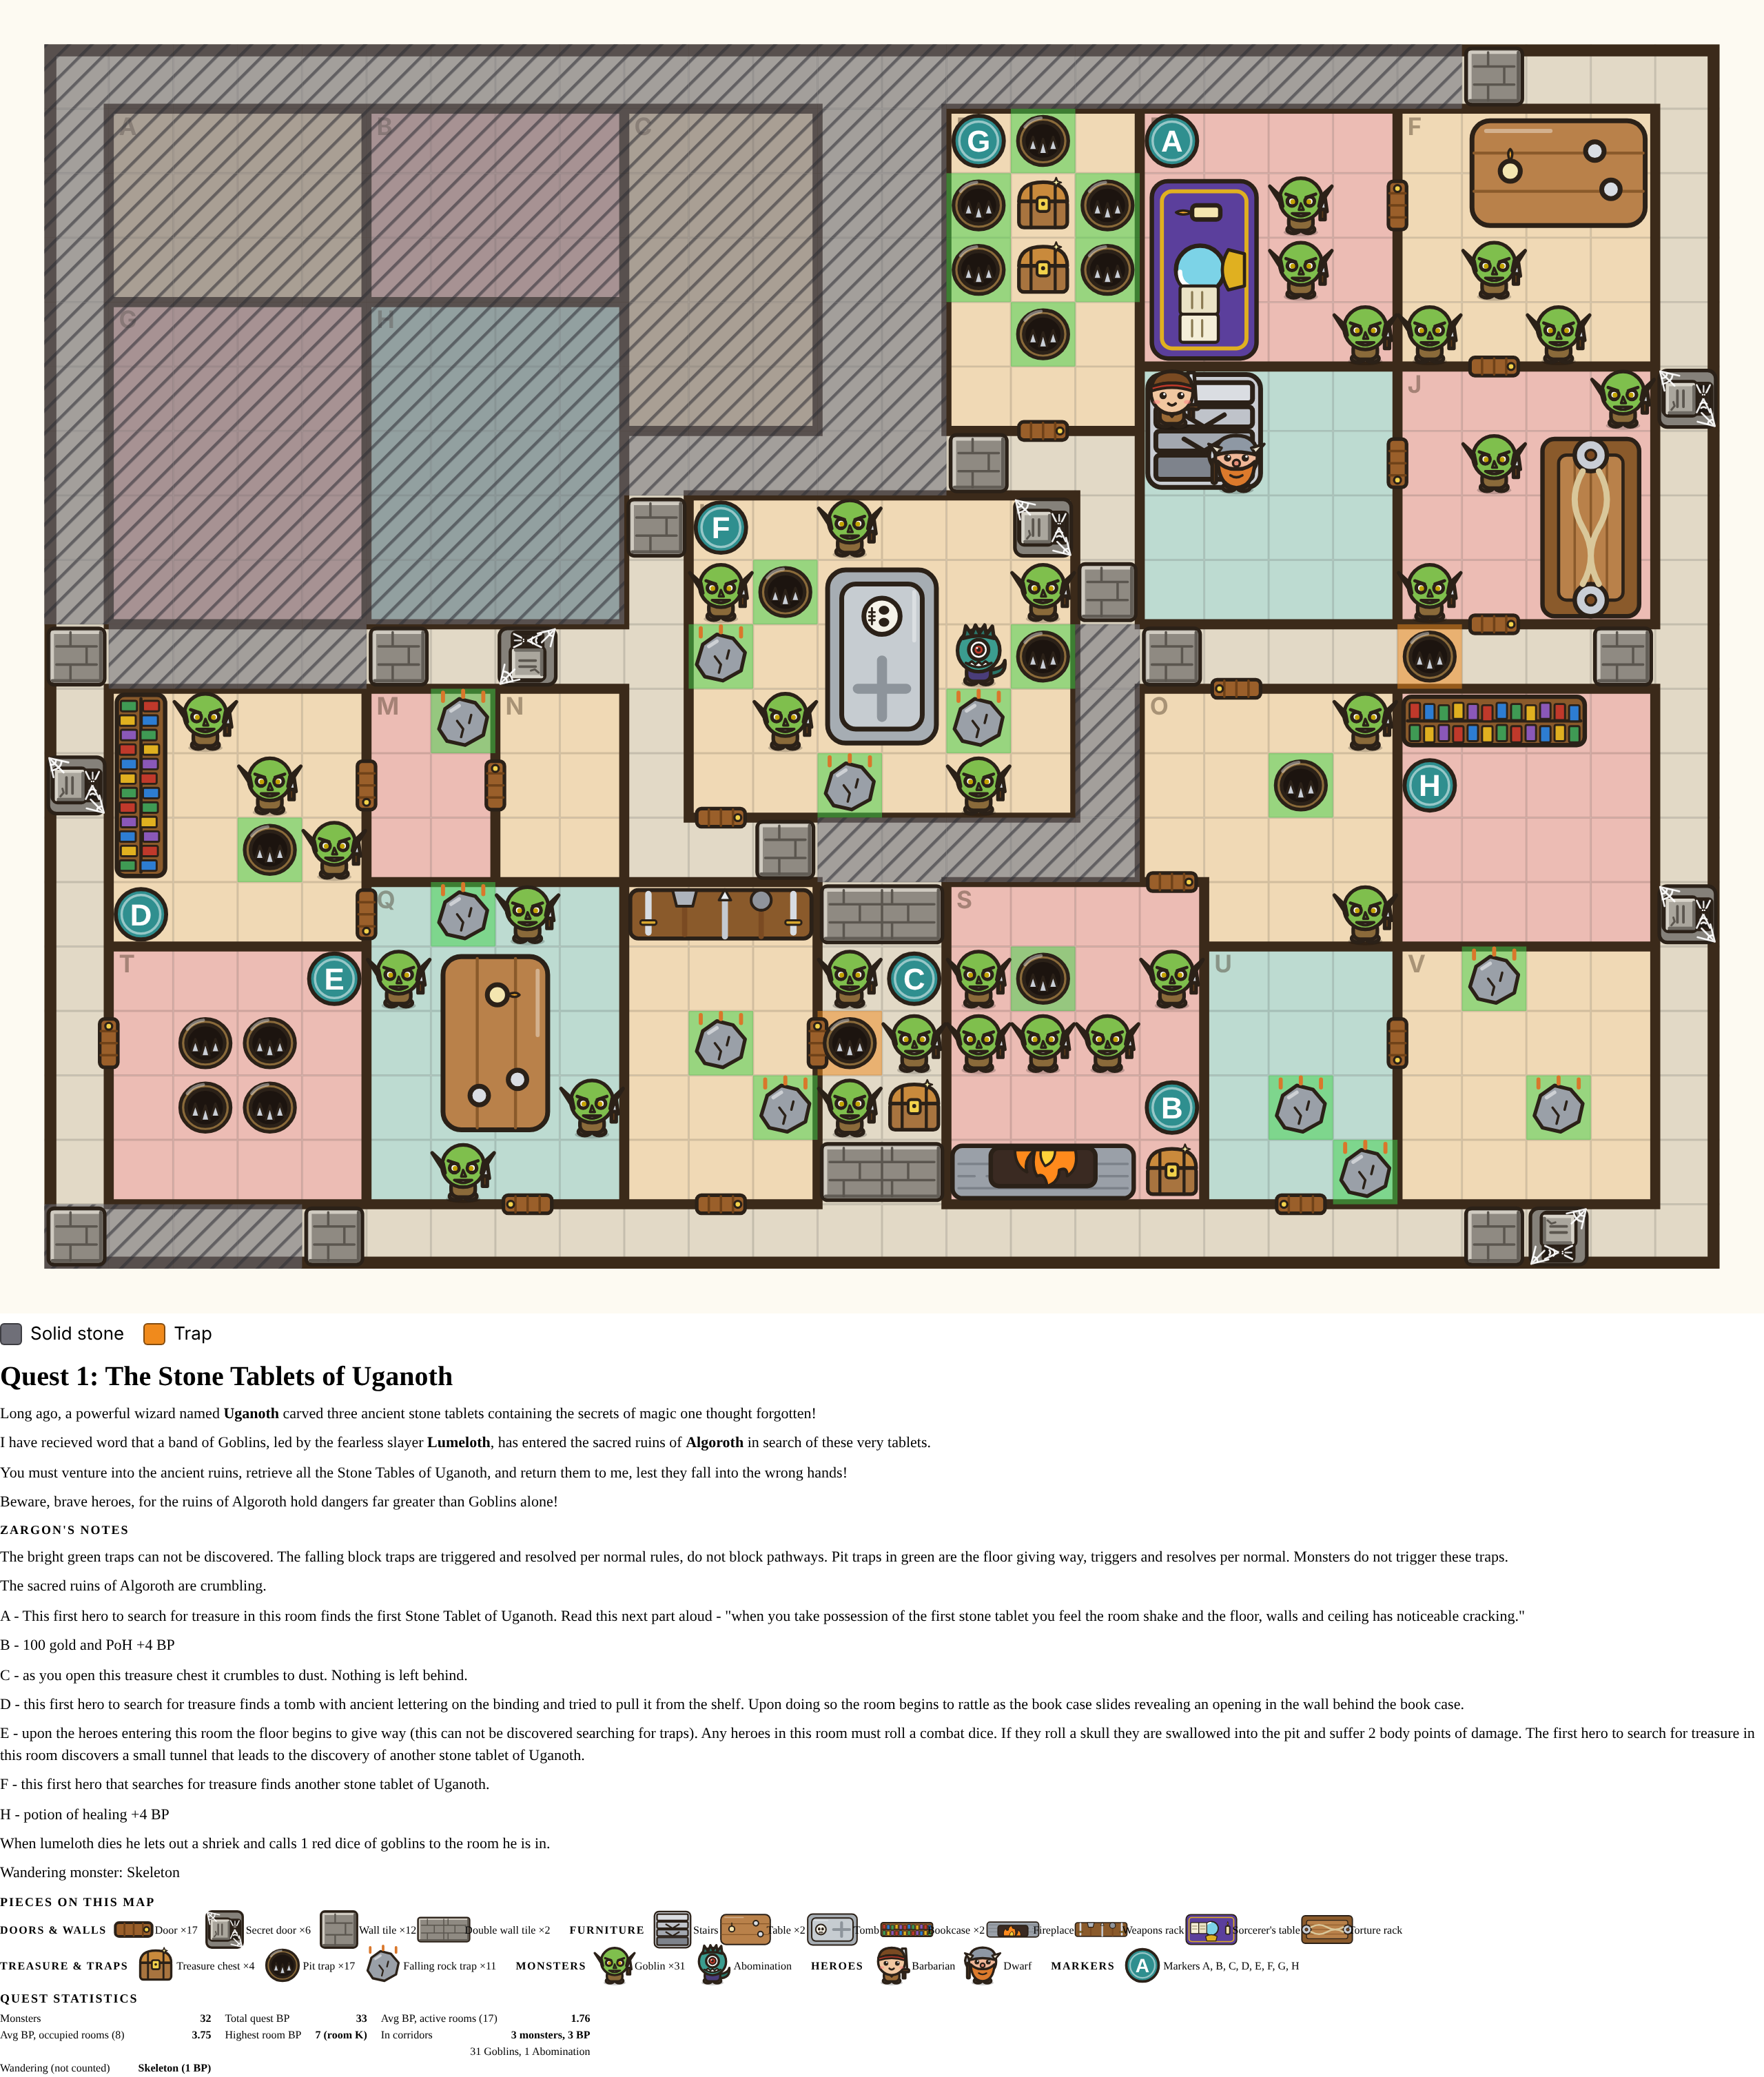 A
B
C
G
A
F
G
H
J
F
M
N
O
H
D
Q
S
T
E
C
U
V
B
Solid stone
Trap
Quest 1: The Stone Tablets of Uganoth
Long ago, a powerful wizard named Uganoth carved three ancient stone tablets containing the secrets of magic one thought forgotten!
I have recieved word that a band of Goblins, led by the fearless slayer Lumeloth, has entered the sacred ruins of Algoroth in search of these very tablets.
You must venture into the ancient ruins, retrieve all the Stone Tables of Uganoth, and return them to me, lest they fall into the wrong hands!
Beware, brave heroes, for the ruins of Algoroth hold dangers far greater than Goblins alone!
ZARGON'S NOTES
The bright green traps can not be discovered. The falling block traps are triggered and resolved per normal rules, do not block pathways. Pit traps in green are the floor giving way, triggers and resolves per normal. Monsters do not trigger these traps.
The sacred ruins of Algoroth are crumbling.
A - This first hero to search for treasure in this room finds the first Stone Tablet of Uganoth. Read this next part aloud - "when you take possession of the first stone tablet you feel the room shake and the floor, walls and ceiling has noticeable cracking."
B - 100 gold and PoH +4 BP
C - as you open this treasure chest it crumbles to dust. Nothing is left behind.
D - this first hero to search for treasure finds a tomb with ancient lettering on the binding and tried to pull it from the shelf. Upon doing so the room begins to rattle as the book case slides revealing an opening in the wall behind the book case.
E - upon the heroes entering this room the floor begins to give way (this can not be discovered searching for traps). Any heroes in this room must roll a combat dice. If they roll a skull they are swallowed into the pit and suffer 2 body points of damage. The first hero to search for treasure in
this room discovers a small tunnel that leads to the discovery of another stone tablet of Uganoth.
F - this first hero that searches for treasure finds another stone tablet of Uganoth.
H - potion of healing +4 BP
When lumeloth dies he lets out a shriek and calls 1 red dice of goblins to the room he is in.
Wandering monster: Skeleton
PIECES ON THIS MAP
DOORS & WALLS Door ×17 Secret door ×6 Wall tile ×12 Double wall tile ×2 FURNITURE Stairs Table ×2 Tomb Bookcase ×2 Fireplace Weapons rack Sorcerer's table Torture rack
TREASURE & TRAPS Treasure chest ×4 Pit trap ×17 Falling rock trap ×11 MONSTERS Goblin ×31 Abomination HEROES Barbarian Dwarf MARKERS A Markers A, B, C, D, E, F, G, H
QUEST STATISTICS
Monsters 32 Total quest BP 33 Avg BP, active rooms (17) 1.76
Avg BP, occupied rooms (8) 3.75 Highest room BP 7 (room K) In corridors 3 monsters, 3 BP
31 Goblins, 1 Abomination
Wandering (not counted) Skeleton (1 BP)